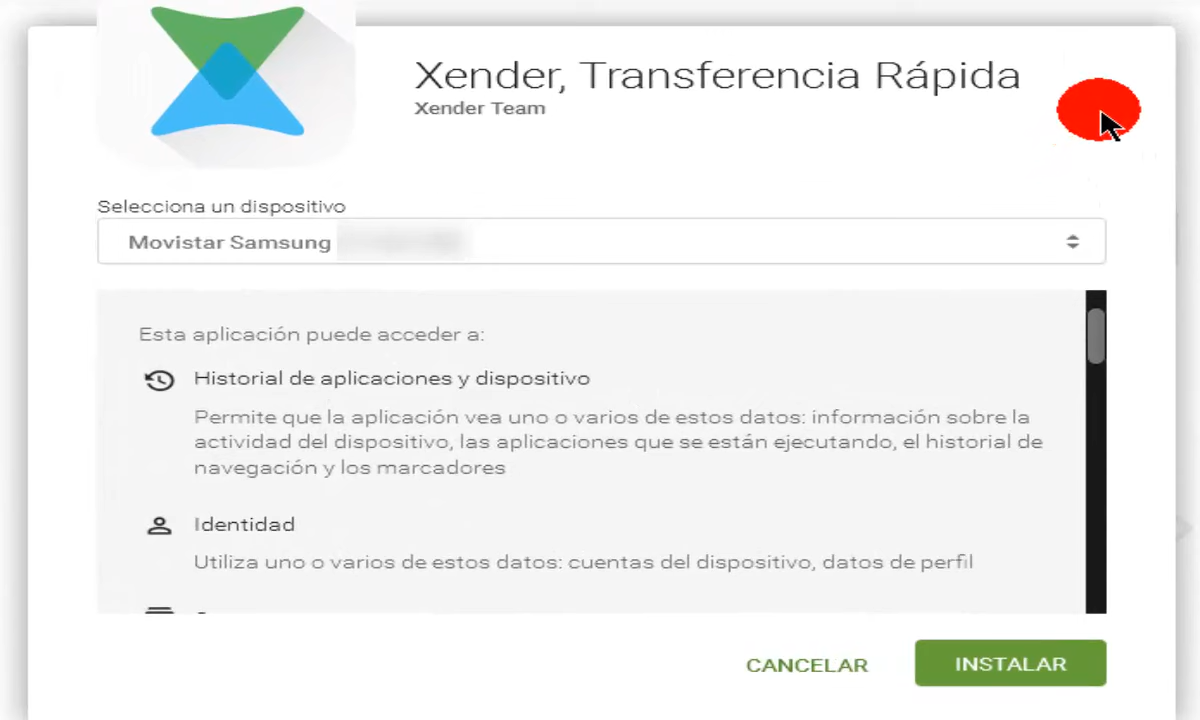 Xender, Transferencia Rápida
Xender Team
Selecciona un dispositivo
Movistar Samsung
Esta aplicación puede acceder a:
Historial de aplicaciones y dispositivo
Permite que la aplicación vea uno o varios de estos datos: información sobre la
actividad del dispositivo, las aplicaciones que se están ejecutando, el historial de
navegación y los marcadores
Identidad
Utiliza uno o varios de estos datos: cuentas del dispositivo, datos de perfil
CANCELAR
INSTALAR